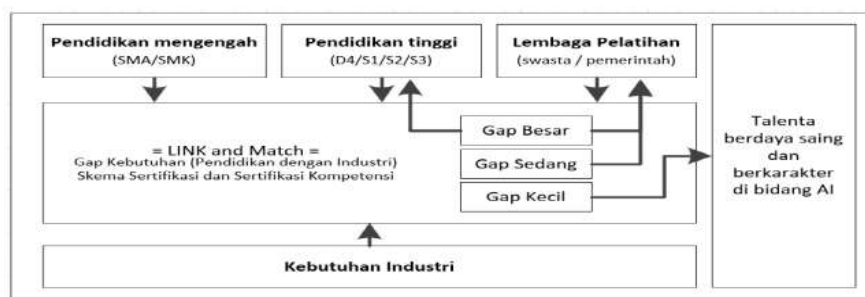 Pendidikan mengengah
(SMA/SMK)
Pendidikan tinggi
(D4/S1/S2/S3)
Lembaga Pelatihan
(swasta / pemerintah)
= LINK and Match =
Gap Kebutuhan (Pendidikan dengan Industri)
Skema Sertifikasi dan Sertifikasi Kompetensi
Gap Besar
Gap Sedang
Gap Kecil
Talenta
berdaya saing
dan
berkarakter
di bidang AI
Kebutuhan Industri